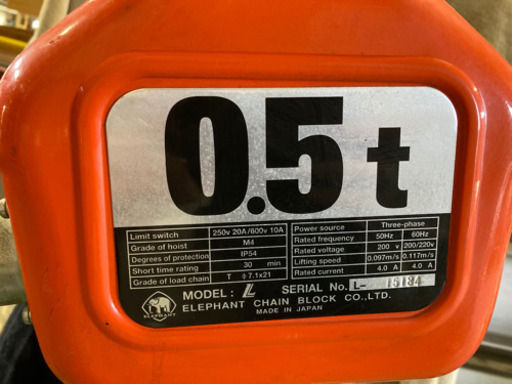 0.5 t
Limit switch 250v 20A/600v 10A
Grade of hoist M4
Degrees of protection IP54
Short time rating 30 min
Grade of load chain T ϕ7.1x21
Power source Three-phase
Rated frequency 50Hz 60Hz
Rated voltage 200 v 200/220v
Lifting speed 0.097m/s 0.117m/s
Rated current 4.0 A 4.0 A
MODEL: L SERIAL No. L- 15184
ELEPHANT CHAIN BLOCK CO.,LTD.
MADE IN JAPAN
ELEPHANT